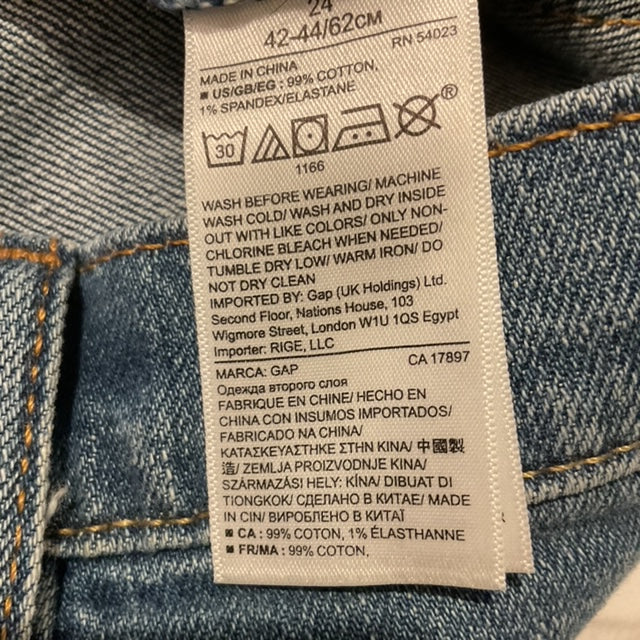 24
42-44/62CM
RN 54023
MADE IN CHINA
■ US/GB/EG : 99% COTTON,
1% SPANDEX/ELASTANE
30
®
1166
WASH BEFORE WEARING/ MACHINE
WASH COLD/ WASH AND DRY INSIDE
OUT WITH LIKE COLORS/ ONLY NON-
CHLORINE BLEACH WHEN NEEDED/
TUMBLE DRY LOW/ WARM IRON/ DO
NOT DRY CLEAN
IMPORTED BY: Gap (UK Holdings) Ltd.
Second Floor, Nations House, 103
Wigmore Street, London W1U 1QS Egypt
Importer: RIGE, LLC
MARCA: GAP CA 17897
Одежда второго слоя
FABRIQUE EN CHINE/ HECHO EN
CHINA CON INSUMOS IMPORTADOS/
FABRICADO NA CHINA/
ΚΑΤΑΣΚΕΥΑΣΤΗΚΕ ΣΤΗΝ ΚΙΝΑ/ 中國製
造/ ZEMLJA PROIZVODNJE KINA/
SZÁRMAZÁSI HELY: KÍNA/ DIBUAT DI
TIONGKOK/ СДЕЛАНО В КИТАЕ/ MADE
IN CIN/ ВИРОБЛЕНО В КИТАЇ
■ CA : 99% COTON, 1% ÉLASTHANNE
■ FR/MA : 99% COTON,